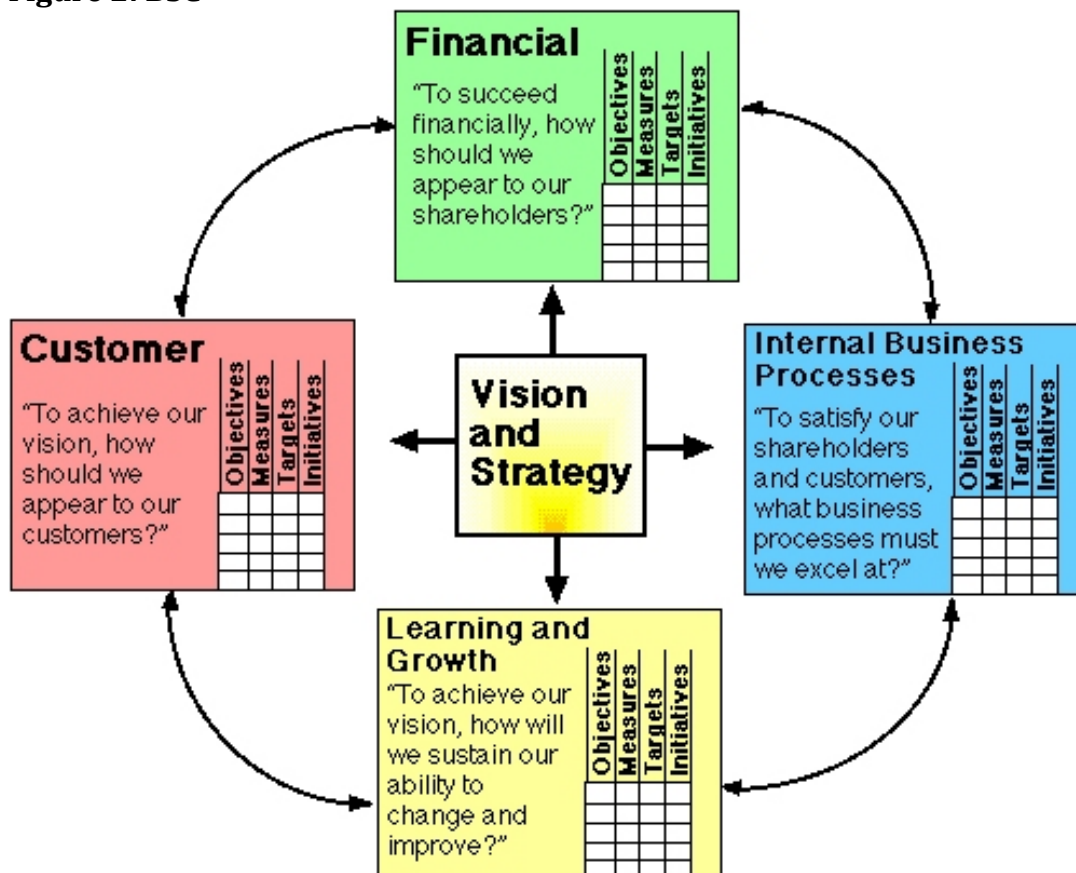 Financial
"To succeed
financially, how
should we
appear to our
shareholders?"
Objectives
Measures
Targets
Initiatives
Customer
"To achieve our
vision, how
should we
appear to our
customers?"
Objectives
Measures
Targets
Initiatives
Vision
and
Strategy
Internal Business
Processes
"To satisfy our
shareholders
and customers,
what business
processes must
we excel at?"
Objectives
Measures
Targets
Initiatives
Learning and
Growth
"To achieve our
vision, how will
we sustain our
ability to
change and
improve?"
Objectives
Measures
Targets
Initiatives